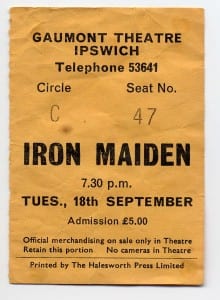 GAUMONT THEATRE
IPSWICH
Telephone 53641
Circle Seat No.
C 47
IRON MAIDEN
7.30 p.m.
TUES., 18th SEPTEMBER
Admission £5.00
Official merchandising on sale only in Theatre
Retain this portion No cameras in Theatre
Printed by The Halesworth Press Limited